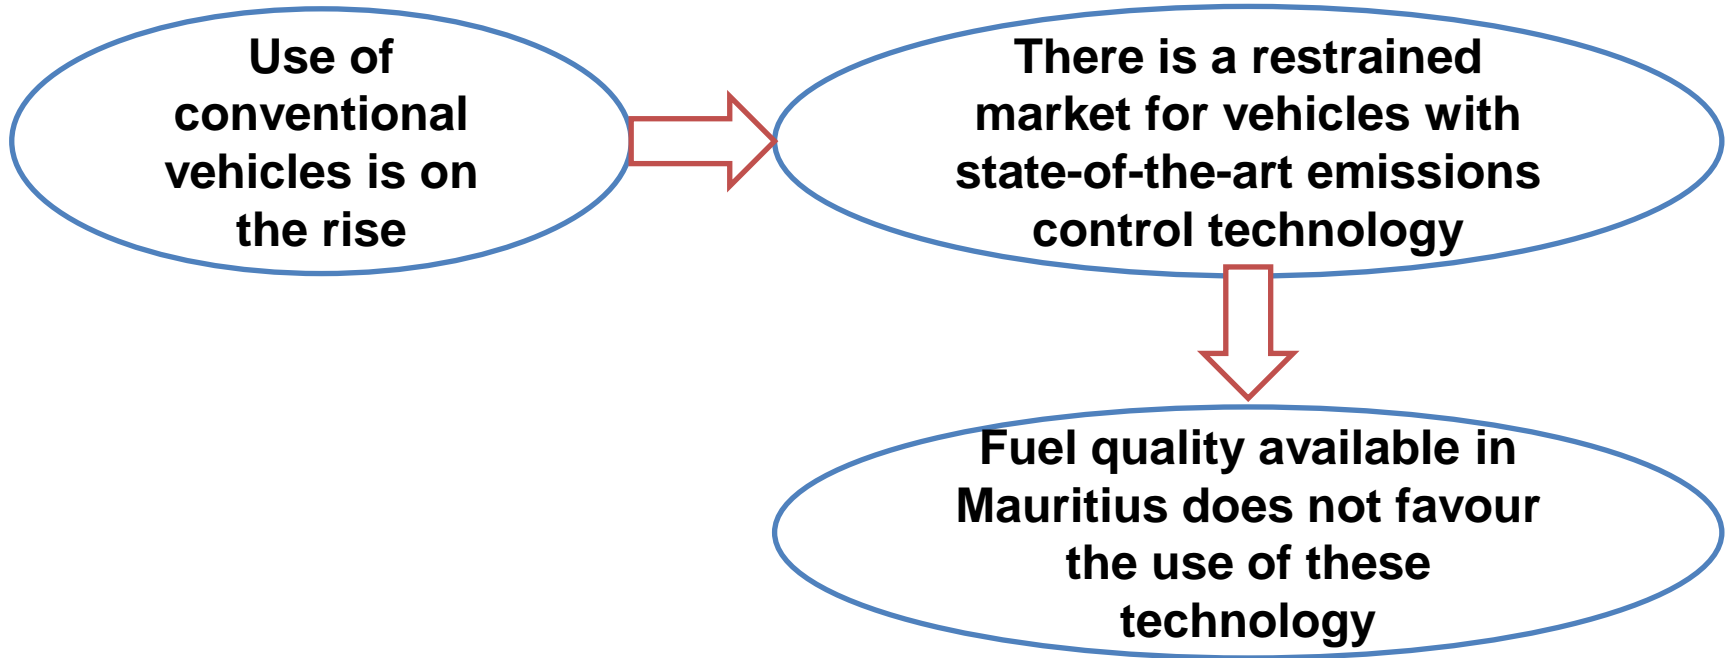 Use of
conventional
vehicles is on
the rise
There is a restrained
market for vehicles with
state-of-the-art emissions
control technology
Fuel quality available in
Mauritius does not favour
the use of these
technology